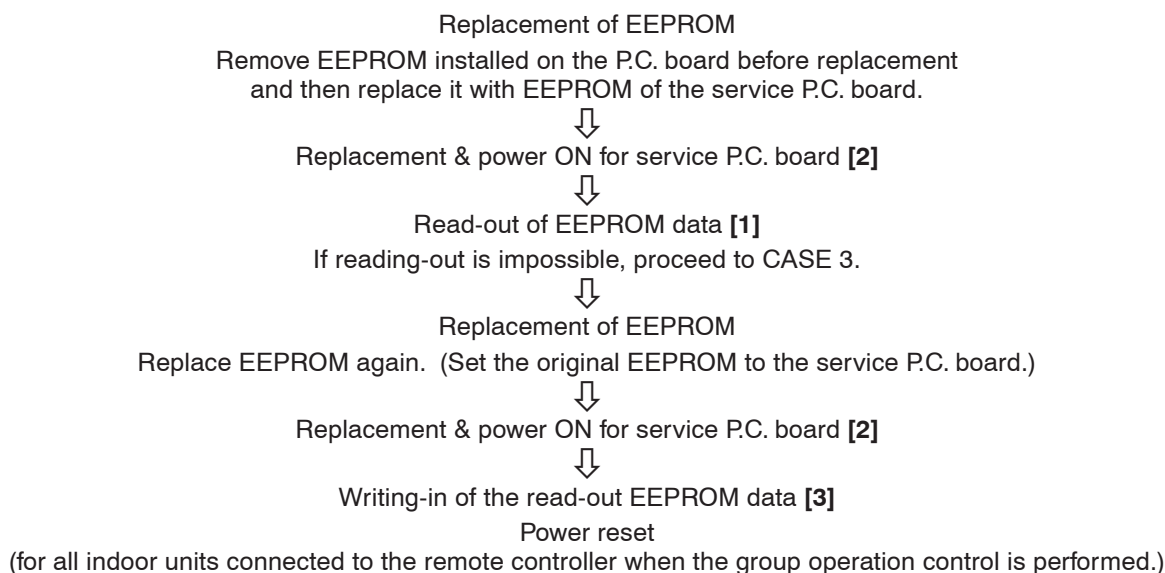 Replacement of EEPROM
Remove EEPROM installed on the P.C. board before replacement
and then replace it with EEPROM of the service P.C. board.
Replacement & power ON for service P.C. board [2]
Read-out of EEPROM data [1]
If reading-out is impossible, proceed to CASE 3.
Replacement of EEPROM
Replace EEPROM again. (Set the original EEPROM to the service P.C. board.)
Replacement & power ON for service P.C. board [2]
Writing-in of the read-out EEPROM data [3]
Power reset
(for all indoor units connected to the remote controller when the group operation control is performed.)